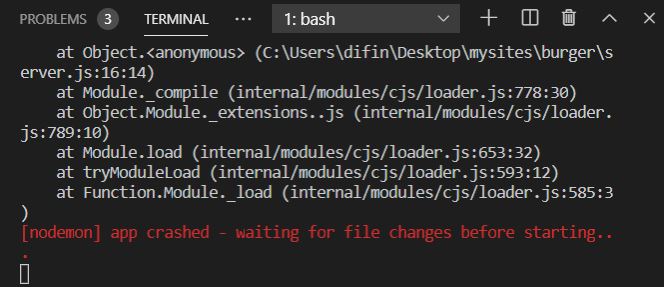 PROBLEMS 3 TERMINAL ... 1: bash
at Object.<anonymous> (C:\Users\difin\Desktop\mysites\burger\s
erver.js:16:14)
at Module._compile (internal/modules/cjs/loader.js:778:30)
at Object.Module._extensions..js (internal/modules/cjs/loader.
js:789:10)
at Module.load (internal/modules/cjs/loader.js:653:32)
at tryModuleLoad (internal/modules/cjs/loader.js:593:12)
at Function.Module._load (internal/modules/cjs/loader.js:585:3
)
[nodemon] app crashed - waiting for file changes before starting..
.